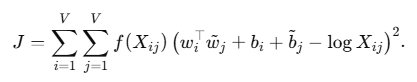 $$J = \sum_{i=1}^{V} \sum_{j=1}^{V} f(X_{ij}) \left( w_i^\top \tilde{w}_j + b_i + \tilde{b}_j - \log X_{ij} \right)^2.$$